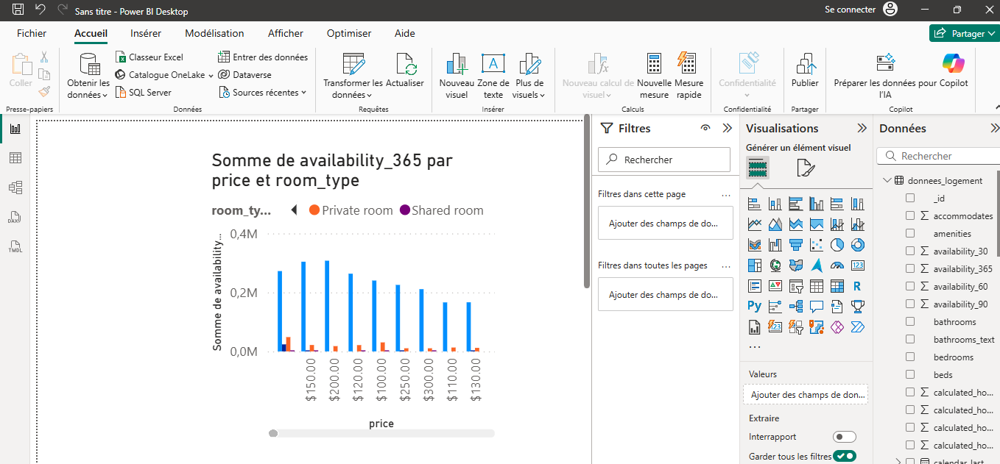 Sans titre - Power BI Desktop
Se connecter
Fichier
Accueil
Insérer
Modélisation
Afficher
Optimiser
Aide
Partager
Coller
Presse-papiers
Obtenir les
données
Classeur Excel
Catalogue OneLake
SQL Server
Entrer des données
Dataverse
Sources récentes
Données
Transformer les
données
Actualiser
Requêtes
Nouveau
visuel
Zone de
texte
Plus de
visuels
Insérer
Nouveau calcul de
visuel
Nouvelle
mesure
Mesure
rapide
Calculs
Confidentialité
Confidentialité
Publier
Partager
Préparer les données pour
l'IA
Copilot
Copilot
Somme de availability_365 par
price et room_type
room_ty...
Private room
Shared room
Somme de availability...
0,4M
0,2M
0,0M
$150.00
$200.00
$120.00
$100.00
$250.00
$300.00
$110.00
$130.00
price
Filtres
Rechercher
Filtres dans cette page
...
Ajouter des champs de do...
Filtres dans toutes les pages
...
Ajouter des champs de do...
Visualisations
Générer un élément visuel
123
R
Py
123
...
Valeurs
Ajouter des champs de don...
Extraire
Interrapport
Garder tous les filtres
Données
Rechercher
donnees_logement
_id
accommodates
amenities
availability_30
availability_365
availability_60
availability_90
bathrooms
bathrooms_text
bedrooms
beds
calculated_ho...
calculated_ho...
calculated_ho...
calculated_ho...
calendar_last
DAX
TMDL